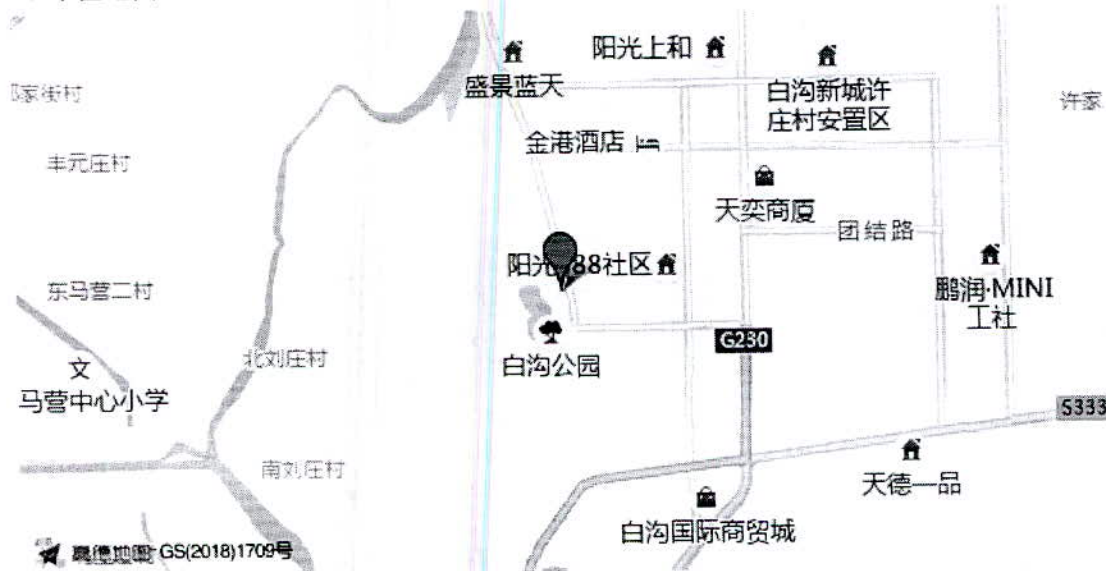 阳光上和
盛景蓝天
白沟新城许
庄村安置区
家街村
许家
金港酒店
丰元庄村
天奕商厦
团结路
阳光 88社区
东马营二村
鹏润·MINI
工社
G230
北刘庄村
白沟公园
文
马营中心小学
S333
南刘庄村
天德一品
白沟国际商贸城
高德地图 GS(2018)1709号